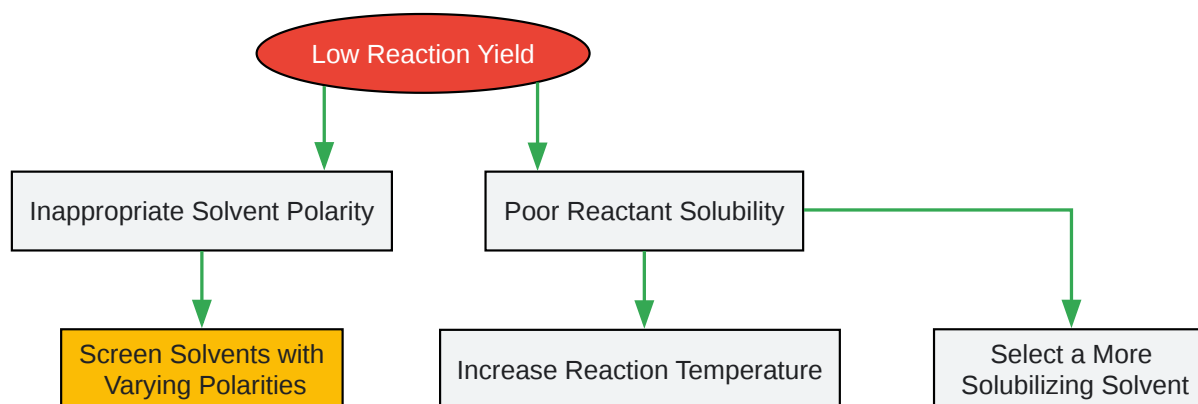 Low Reaction Yield
Inappropriate Solvent Polarity
Poor Reactant Solubility
Screen Solvents with
Varying Polarities
Increase Reaction Temperature
Select a More
Solubilizing Solvent